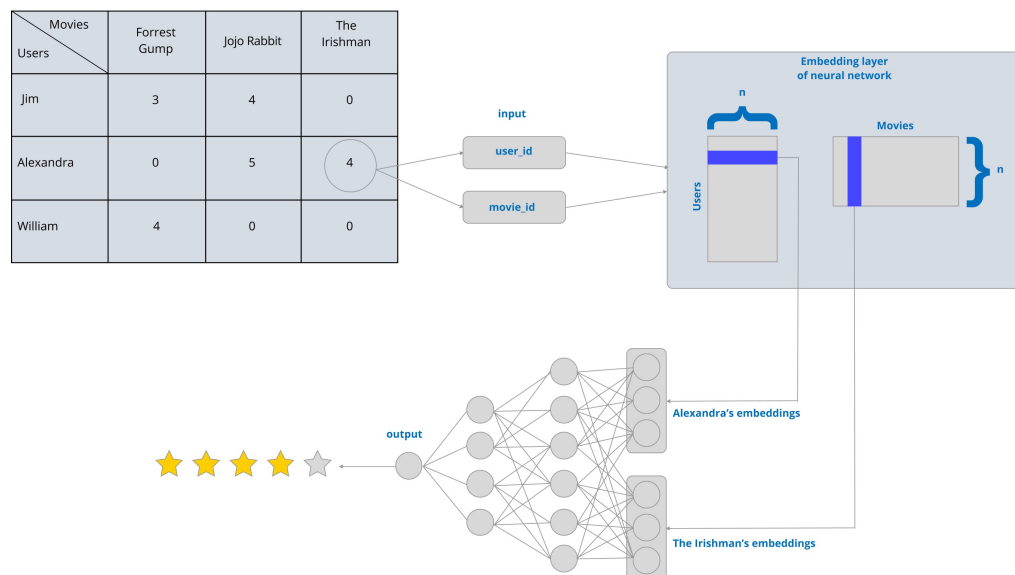 Movies
Users
Forrest
Gump
Jojo Rabbit
The
Irishman
Jim
3
4
0
Alexandra
0
5
4
William
4
0
0
input
user_id
movie_id
Embedding layer
of neural network
n
Users
Movies
n
Alexandra's embeddings
output
The Irishman's embeddings